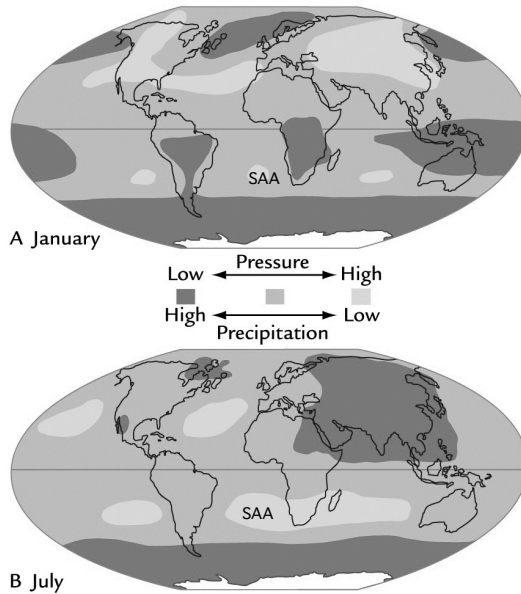 SAA
A January
Pressure
Low High
High Low
Precipitation
SAA
B July